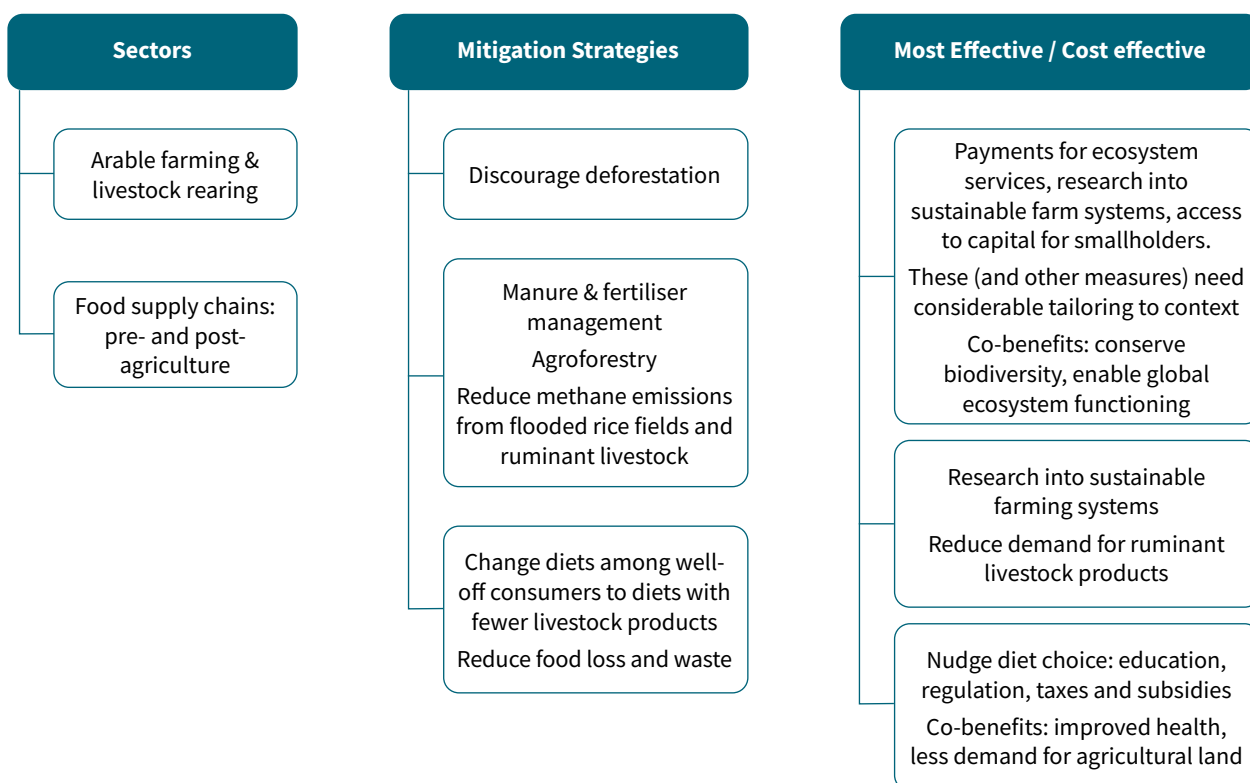 Sectors
Arable farming &
livestock rearing
Food supply chains:
pre- and post-
agriculture
Mitigation Strategies
Discourage deforestation
Manure & fertiliser
management
Agroforestry
Reduce methane emissions
from flooded rice fields and
ruminant livestock
Change diets among well-
off consumers to diets with
fewer livestock products
Reduce food loss and waste
Most Effective / Cost effective
Payments for ecosystem
services, research into
sustainable farm systems, access
to capital for smallholders.
These (and other measures) need
considerable tailoring to context
Co-benefits: conserve
biodiversity, enable global
ecosystem functioning
Research into sustainable
farming systems
Reduce demand for ruminant
livestock products
Nudge diet choice: education,
regulation, taxes and subsidies
Co-benefits: improved health,
less demand for agricultural land